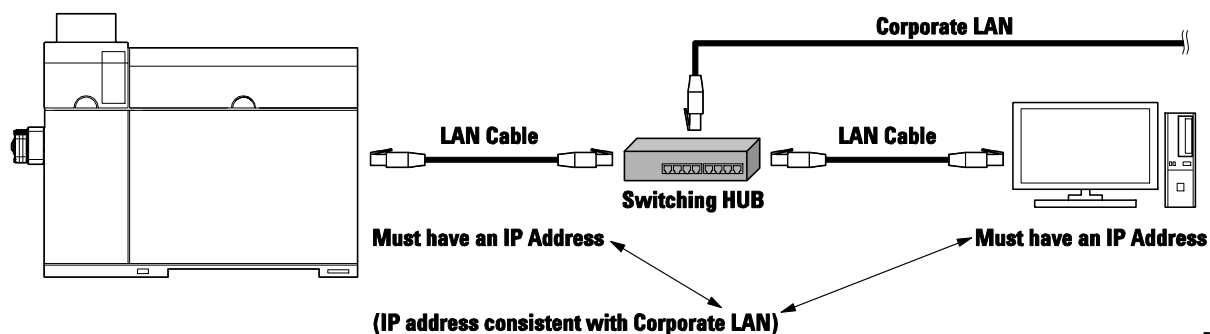 Corporate LAN
LAN Cable
LAN Cable
Switching HUB
Must have an IP Address
Must have an IP Address
(IP address consistent with Corporate LAN)